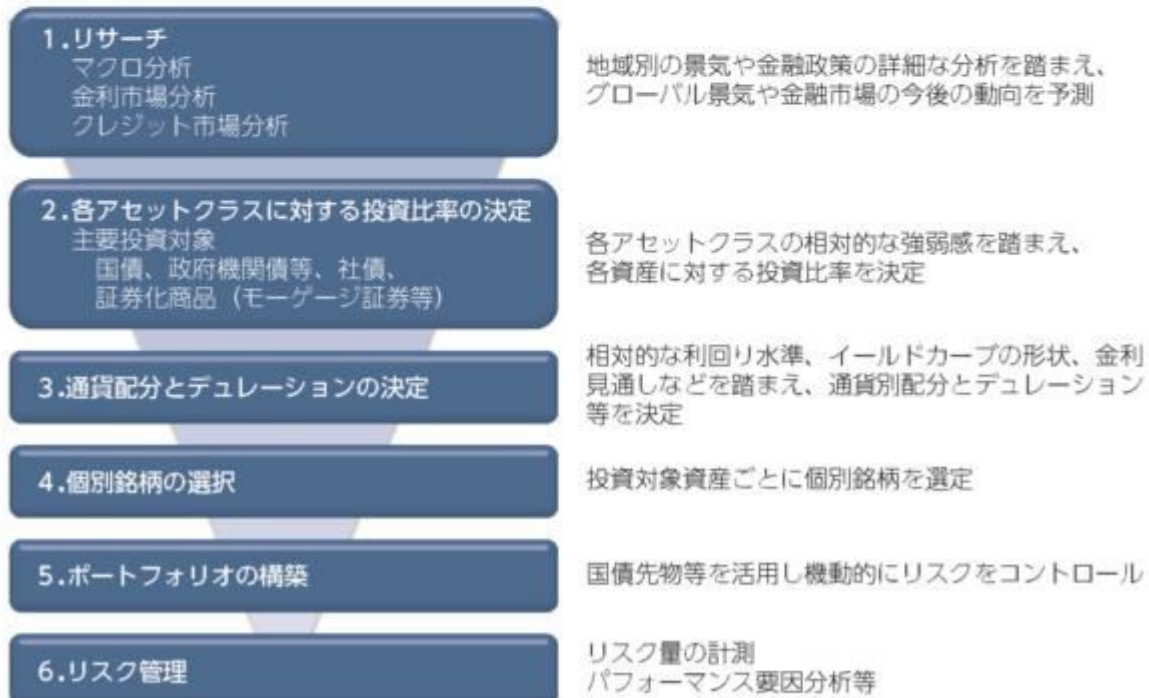 1.リサーチ
マクロ分析
金利市場分析
クレジット市場分析
地域別の景気や金融政策の詳細な分析を踏まえ、
グローバル景気や金融市場の今後の動向を予測
2.各アセットクラスに対する投資比率の決定
主要投資対象
国債、政府機関債等、社債、
証券化商品（モーゲージ証券等）
各アセットクラスの相対的な強弱感を踏まえ、
各資産に対する投資比率を決定
3.通貨配分とデュレーションの決定
相対的な利回り水準、イールドカーブの形状、金利
見通しなどを踏まえ、通貨別配分とデュレーション
等を決定
4.個別銘柄の選択
投資対象資産ごとに個別銘柄を選定
5.ポートフォリオの構築
国債先物等を活用し機動的にリスクをコントロール
6.リスク管理
リスク量の計測
パフォーマンス要因分析等